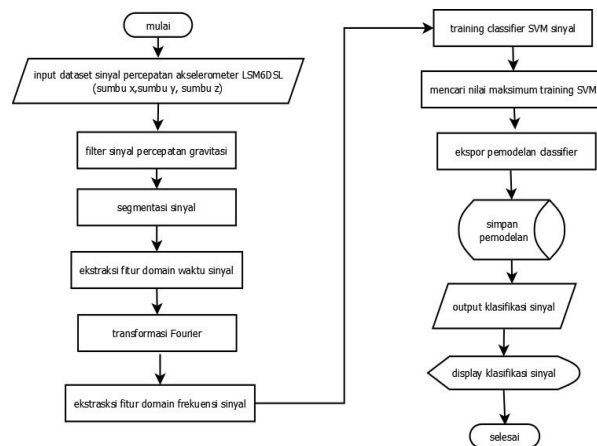 mulai
input dataset sinyal percepatan akselerometer LSM6DSL
(sumbu x,sumbu y, sumbu z)
filter sinyal percepatan gravitasi
segmentasi sinyal
ekstraksi fitur domain waktu sinyal
transformasi Fourier
ekstrasksi fitur domain frekuensi sinyal
training classifier SVM sinyal
mencari nilai maksimum training SVM
ekspor pemodelan classifier
simpan
pemodelan
output klasifikasi sinyal
display klasifikasi sinyal
selesai